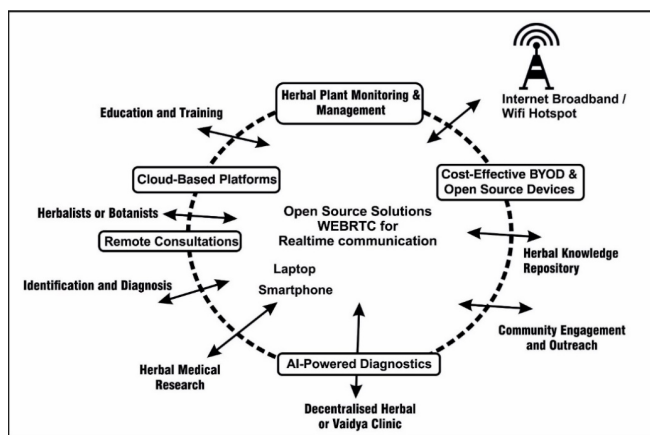 Herbal Plant Monitoring &
Management
Internet Broadband /
Wifi Hotspot
Education and Training
Cloud-Based Platforms
Cost-Effective BYOD &
Open Source Devices
Herbalists or Botanists
Open Source Solutions
WEBRTC for
Realtime communication
Remote Consultations
Herbal Knowledge
Repository
Laptop
Identification and Diagnosis
Smartphone
Community Engagement
and Outreach
Herbal Medical
Research
AI-Powered Diagnostics
Decentralised Herbal
or Vaidya Clinic